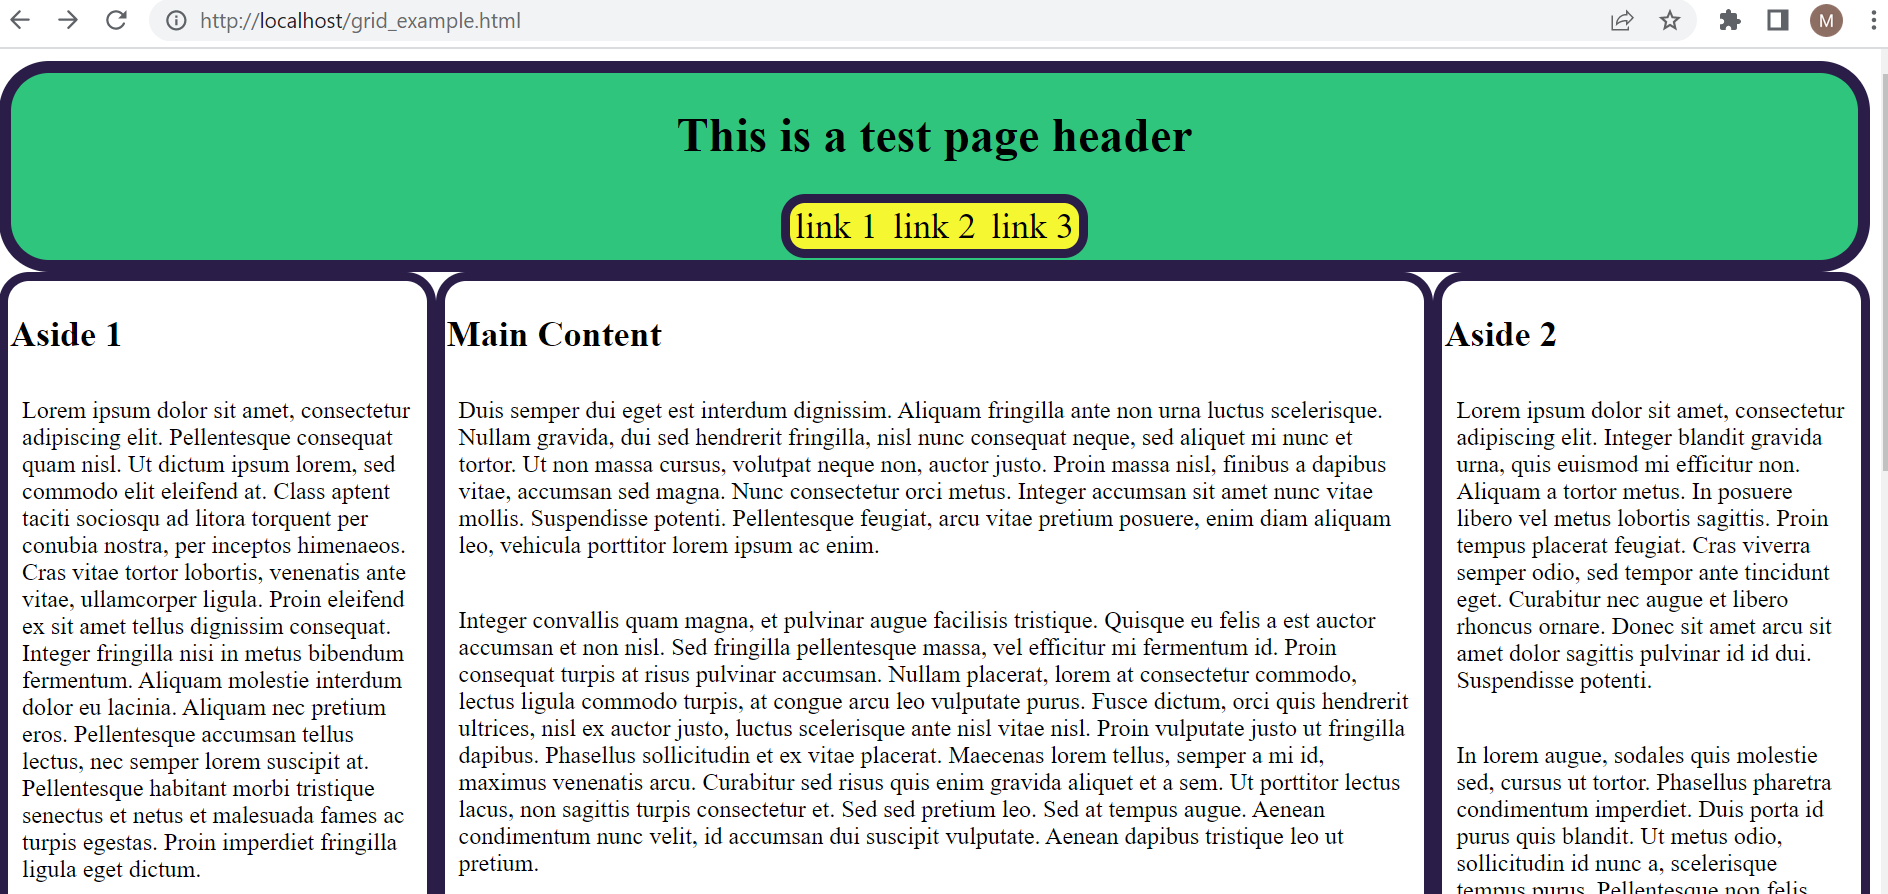 http://localhost/grid_example.html
M
This is a test page header
link 1 link 2 link 3
Aside 1
Lorem ipsum dolor sit amet, consectetur
adipiscing elit. Pellentesque consequat
quam nisl. Ut dictum ipsum lorem, sed
commodo elit eleifend at. Class aptent
taciti sociosqu ad litora torquent per
conubia nostra, per inceptos himenaeos.
Cras vitae tortor lobortis, venenatis ante
vitae, ullamcorper ligula. Proin eleifend
ex sit amet tellus dignissim consequat.
Integer fringilla nisi in metus bibendum
fermentum. Aliquam molestie interdum
dolor eu lacinia. Aliquam nec pretium
eros. Pellentesque accumsan tellus
lectus, nec semper lorem suscipit at.
Pellentesque habitant morbi tristique
senectus et netus et malesuada fames ac
turpis egestas. Proin imperdiet fringilla
ligula eget dictum.
Main Content
Duis semper dui eget est interdum dignissim. Aliquam fringilla ante non urna luctus scelerisque.
Nullam gravida, dui sed hendrerit fringilla, nisl nunc consequat neque, sed aliquet mi nunc et
tortor. Ut non massa cursus, volutpat neque non, auctor justo. Proin massa nisl, finibus a dapibus
vitae, accumsan sed magna. Nunc consectetur orci metus. Integer accumsan sit amet nunc vitae
mollis. Suspendisse potenti. Pellentesque feugiat, arcu vitae pretium posuere, enim diam aliquam
leo, vehicula porttitor lorem ipsum ac enim.
Integer convallis quam magna, et pulvinar augue facilisis tristique. Quisque eu felis a est auctor
accumsan et non nisl. Sed fringilla pellentesque massa, vel efficitur mi fermentum id. Proin
consequat turpis at risus pulvinar accumsan. Nullam placerat, lorem at consectetur commodo,
lectus ligula commodo turpis, at congue arcu leo vulputate purus. Fusce dictum, orci quis hendrerit
ultrices, nisl ex auctor justo, luctus scelerisque ante nisl vitae nisl. Proin vulputate justo ut fringilla
dapibus. Phasellus sollicitudin et ex vitae placerat. Maecenas lorem tellus, semper a mi id,
maximus venenatis arcu. Curabitur sed risus quis enim gravida aliquet et a sem. Ut porttitor lectus
lacus, non sagittis turpis consectetur et. Sed sed pretium leo. Sed at tempus augue. Aenean
condimentum nunc velit, id accumsan dui suscipit vulputate. Aenean dapibus tristique leo ut
pretium.
Aside 2
Lorem ipsum dolor sit amet, consectetur
adipiscing elit. Integer blandit gravida
urna, quis euismod mi efficitur non.
Aliquam a tortor metus. In posuere
libero vel metus lobortis sagittis. Proin
tempus placerat feugiat. Cras viverra
semper odio, sed tempor ante tincidunt
eget. Curabitur nec augue et libero
rhoncus ornare. Donec sit amet arcu sit
amet dolor sagittis pulvinar id id dui.
Suspendisse potenti.
In lorem augue, sodales quis molestie
sed, cursus ut tortor. Phasellus pharetra
condimentum imperdiet. Duis porta id
purus quis blandit. Ut metus odio,
sollicitudin id nunc a, scelerisque
tempus purus. Pellentesque non felis